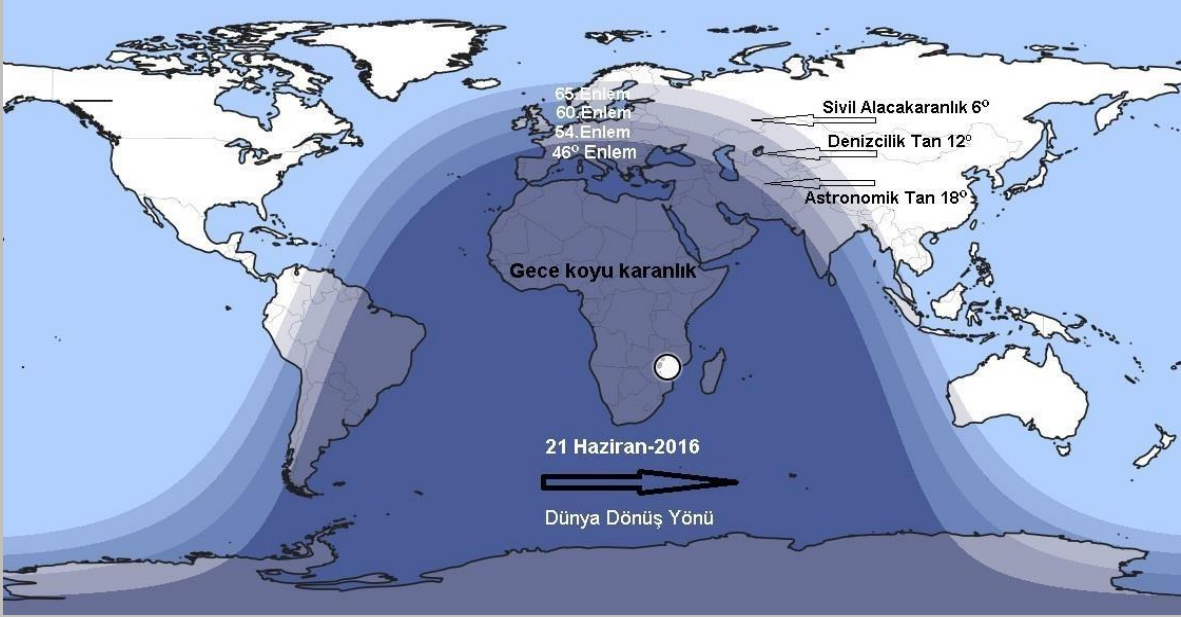 65.Enlem
60.Enlem
54.Enlem
46º Enlem
Sivil Alacakaranlık 6º
Denizcilik Tan 12º
Astronomik Tan 18º
Gece koyu karanlık
21 Haziran-2016
Dünya Dönüş Yönü